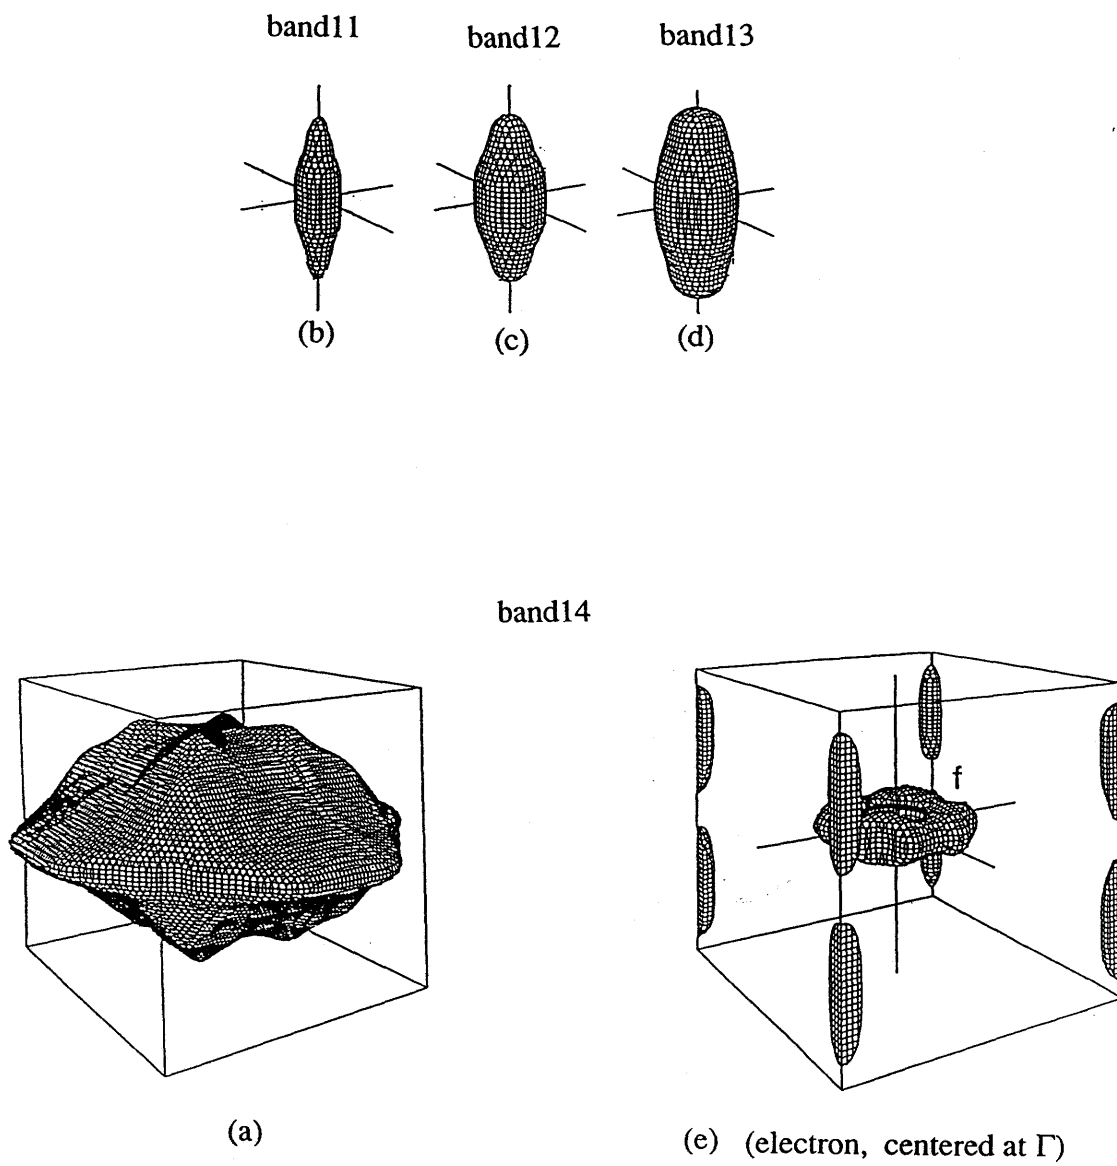 band11
band12
band13
(b)
(c)
(d)
band14
f
(a)
(e) (electron, centered at Γ)